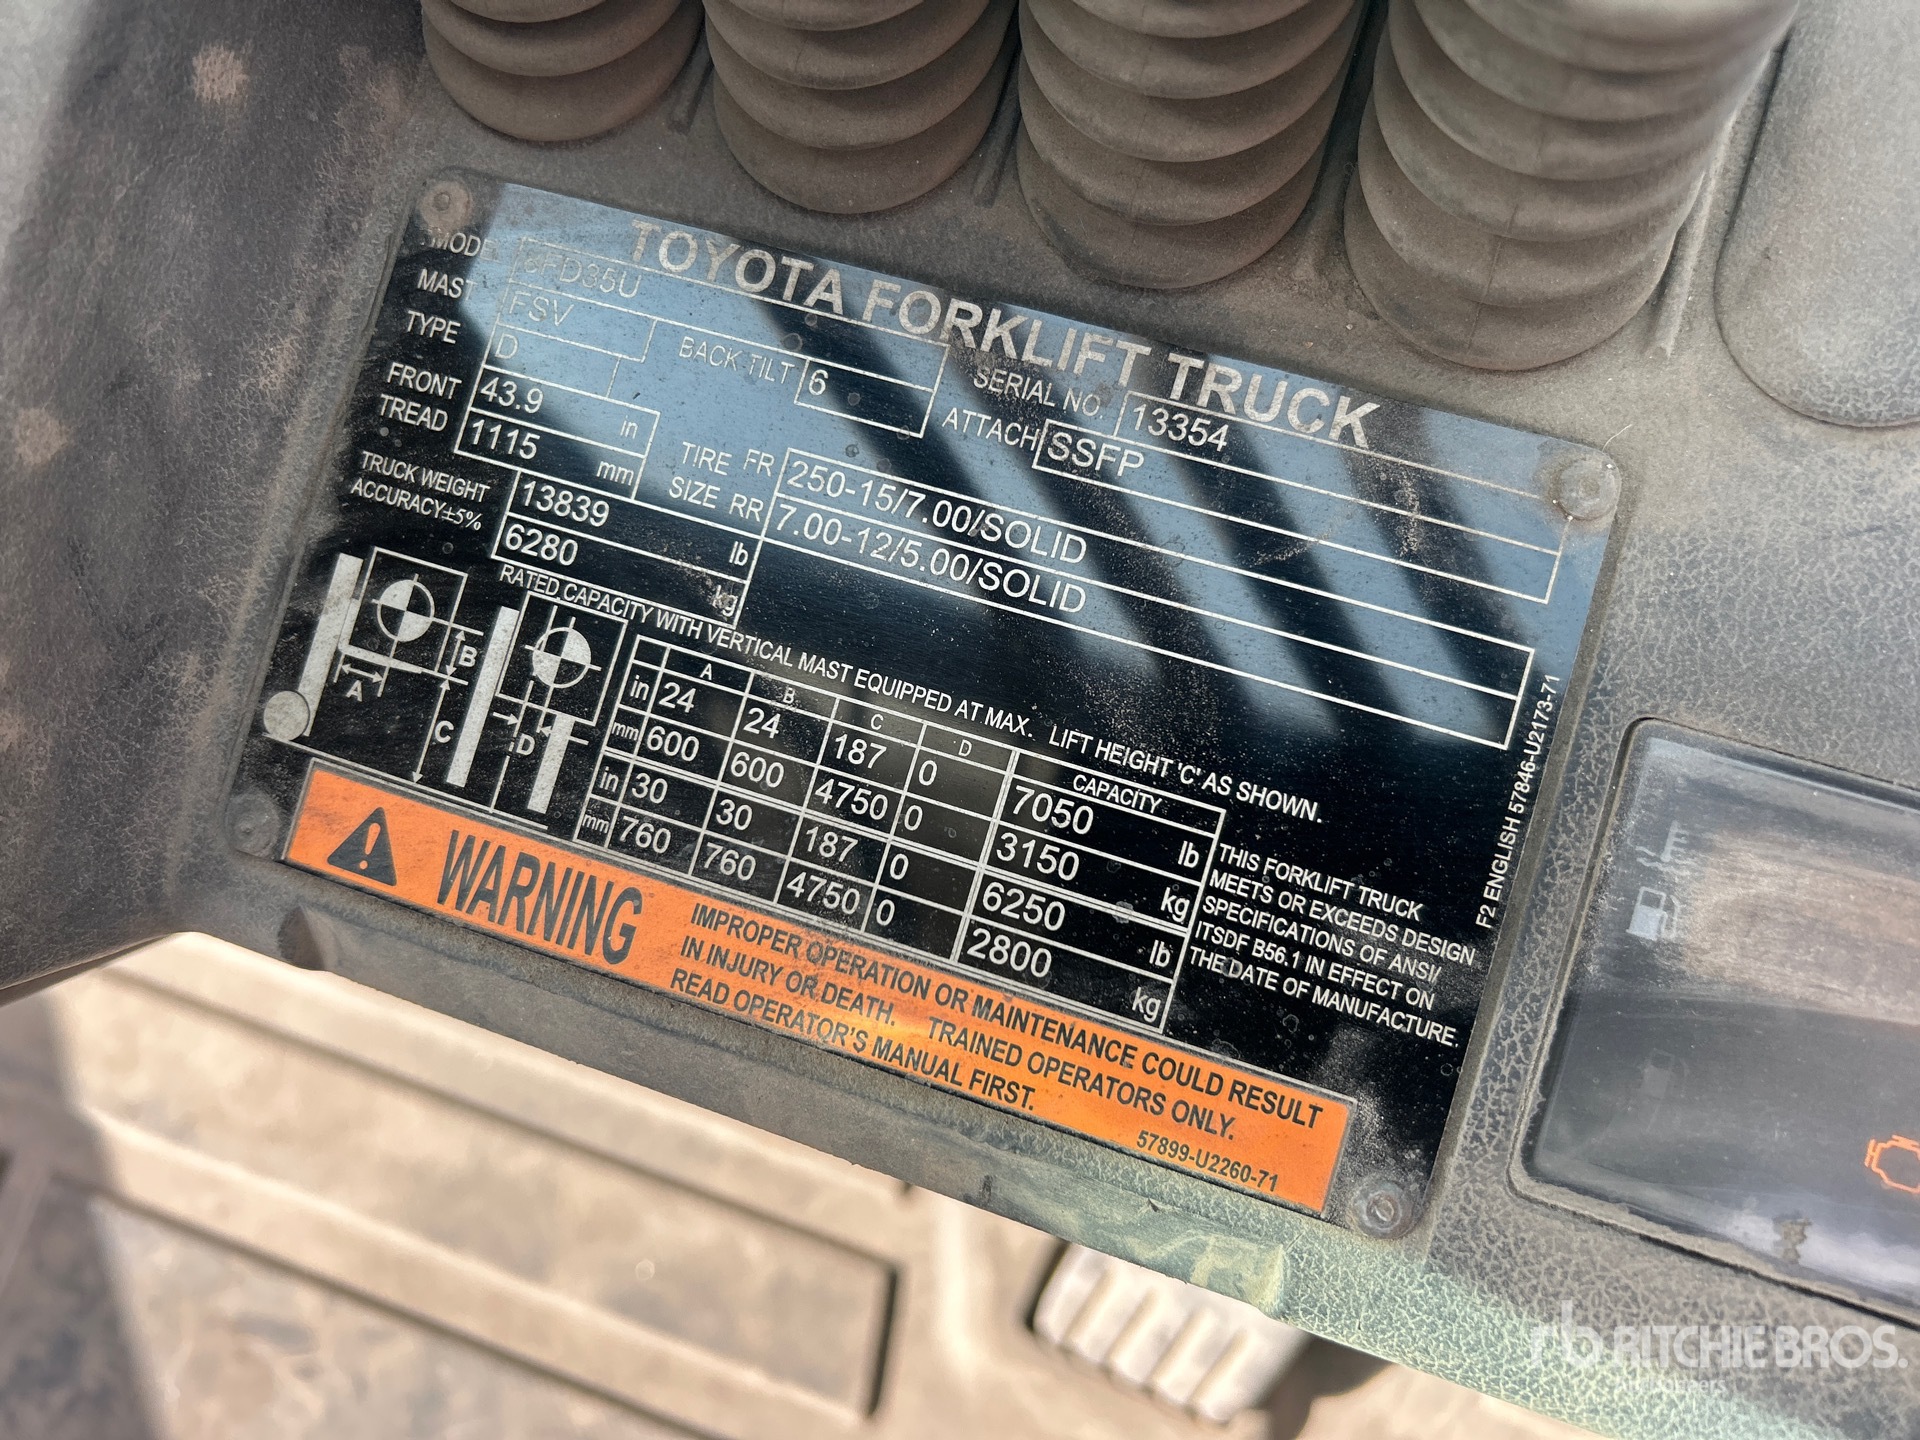 TOYOTA FORKLIFT TRUCK
MODEL 8FD35U SERIAL NO. 13354
MAST FSV BACK TILT 6 ATTACH SSFP
TYPE D
FRONT TREAD 43.9 in TIRE SIZE FR 250-15/7.00/SOLID
1115 mm RR 7.00-12/5.00/SOLID
TRUCK WEIGHT 13839 lb
ACCURACY±5% 6280 kg
RATED CAPACITY WITH VERTICAL MAST EQUIPPED AT MAX. LIFT HEIGHT 'C' AS SHOWN.
A B C D CAPACITY
in 24 24 187 0 7050 lb
mm 600 600 4750 0 3150 kg
in 30 30 187 0 6250 lb
mm 760 760 4750 0 2800 kg
A B C D
THIS FORKLIFT TRUCK
MEETS OR EXCEEDS DESIGN
SPECIFICATIONS OF ANSI/
ITSDF B56.1 IN EFFECT ON
THE DATE OF MANUFACTURE.
F2 ENGLISH 57846-U2173-71
WARNING
IMPROPER OPERATION OR MAINTENANCE COULD RESULT
IN INJURY OR DEATH. TRAINED OPERATORS ONLY.
READ OPERATOR'S MANUAL FIRST.
57899-U2260-71
rb RITCHIE BROS.
Auctioneers